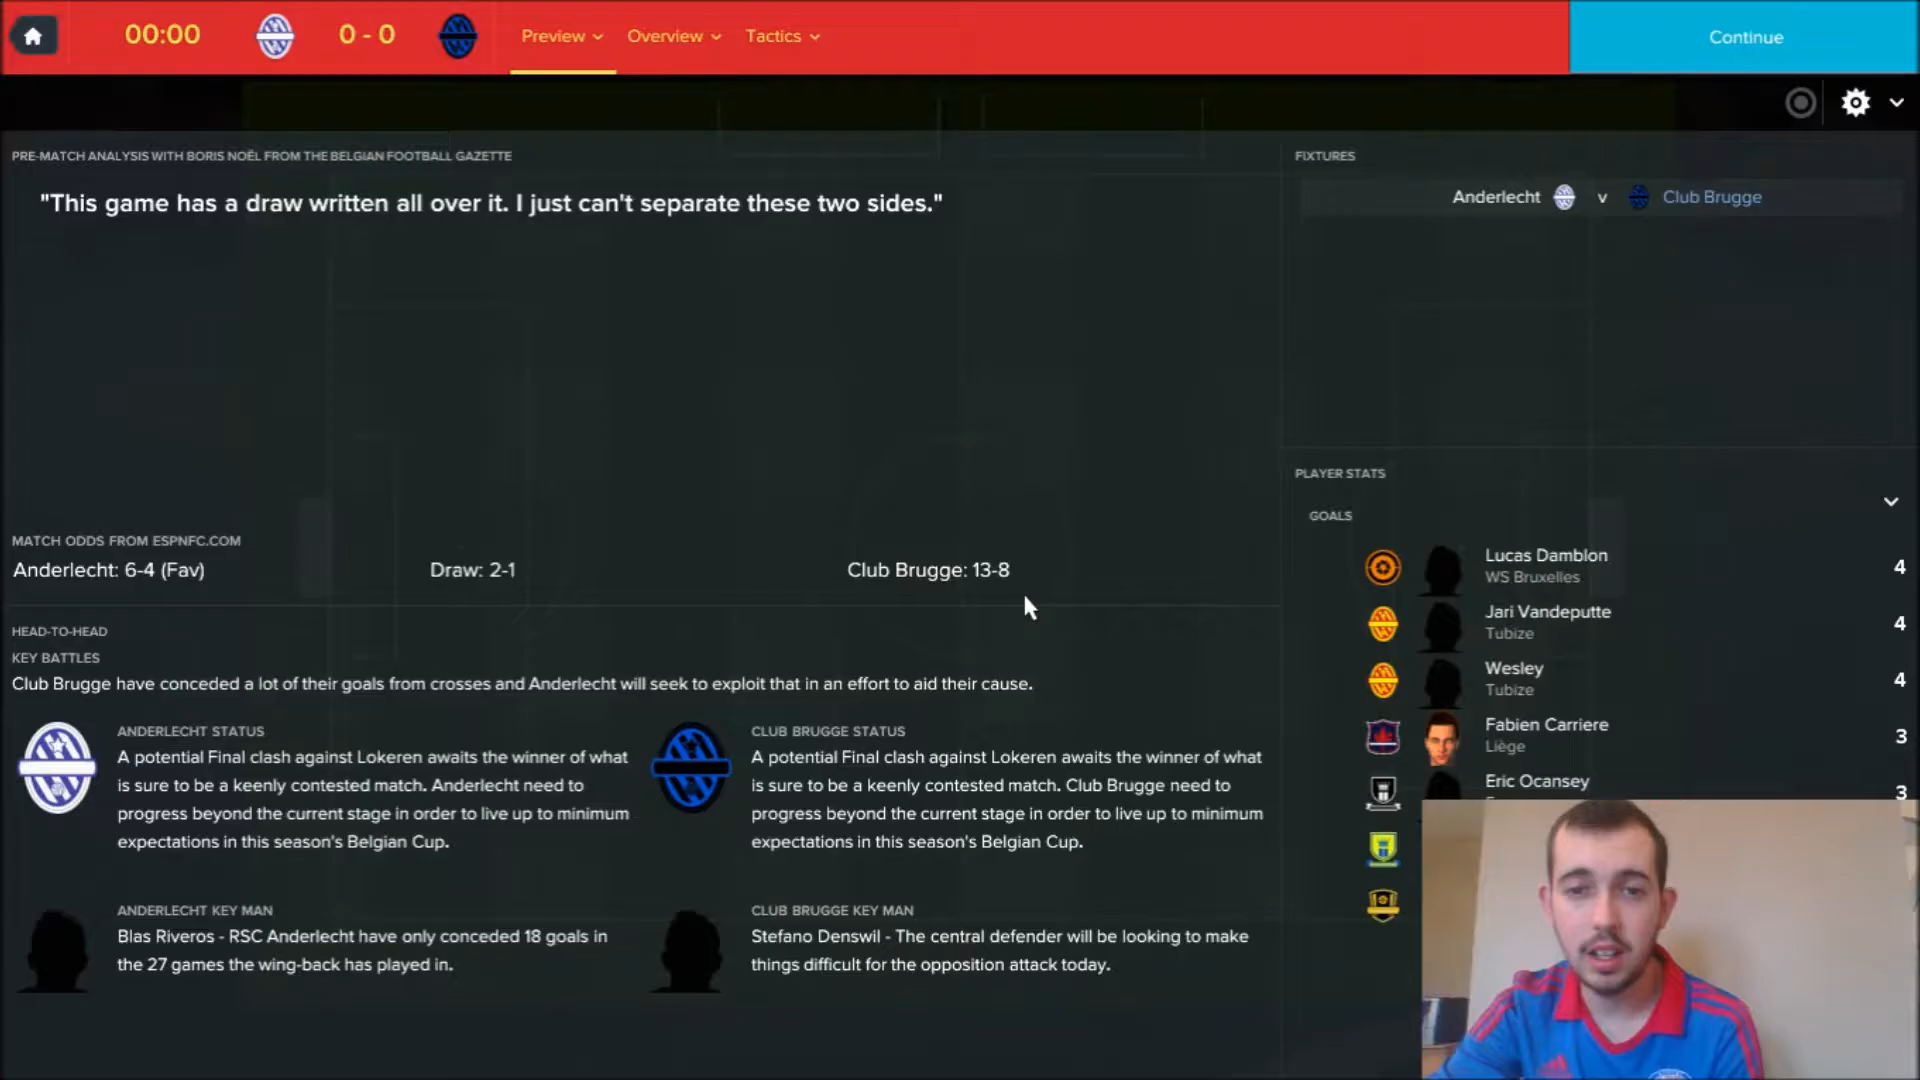 00:00
0 - 0
Preview
Overview
Tactics
Continue
PRE-MATCH ANALYSIS WITH BORIS NOËL FROM THE BELGIAN FOOTBALL GAZETTE
"This game has a draw written all over it. I just can't separate these two sides."
FIXTURES
Anderlecht v Club Brugge
MATCH ODDS FROM ESPNFC.COM
Anderlecht: 6-4 (Fav)
Draw: 2-1
Club Brugge: 13-8
HEAD-TO-HEAD
KEY BATTLES
Club Brugge have conceded a lot of their goals from crosses and Anderlecht will seek to exploit that in an effort to aid their cause.
ANDERLECHT STATUS
A potential Final clash against Lokeren awaits the winner of what
is sure to be a keenly contested match. Anderlecht need to
progress beyond the current stage in order to live up to minimum
expectations in this season's Belgian Cup.
CLUB BRUGGE STATUS
A potential Final clash against Lokeren awaits the winner of what
is sure to be a keenly contested match. Club Brugge need to
progress beyond the current stage in order to live up to minimum
expectations in this season's Belgian Cup.
ANDERLECHT KEY MAN
Blas Riveros - RSC Anderlecht have only conceded 18 goals in
the 27 games the wing-back has played in.
CLUB BRUGGE KEY MAN
Stefano Denswil - The central defender will be looking to make
things difficult for the opposition attack today.
PLAYER STATS
GOALS
Lucas Damblon 4
WS Bruxelles
Jari Vandeputte 4
Tubize
Wesley 4
Tubize
Fabien Carriere 3
Liège
Eric Ocansey 3